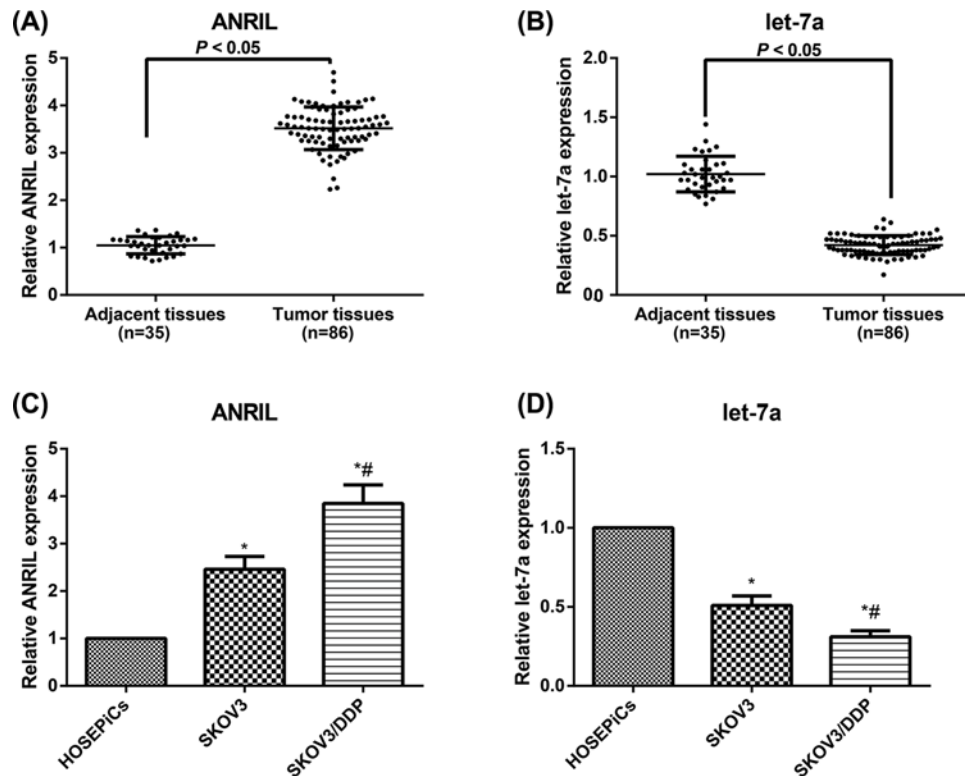 (A)
ANRIL
P < 0.05
Relative ANRIL expression
5
4
3
2
1
0
Adjacent tissues
(n=35)
Tumor tissues
(n=86)
(B)
let-7a
P < 0.05
Relative let-7a expression
2.0
1.5
1.0
0.5
0.0
Adjacent tissues
(n=35)
Tumor tissues
(n=86)
(C)
ANRIL
Relative ANRIL expression
5
4
3
2
1
0
*
*#
HOSEPiCs
SKOV3
SKOV3/DDP
(D)
let-7a
Relative let-7a expression
1.5
1.0
0.5
0.0
*
*#
HOSEPiCs
SKOV3
SKOV3/DDP